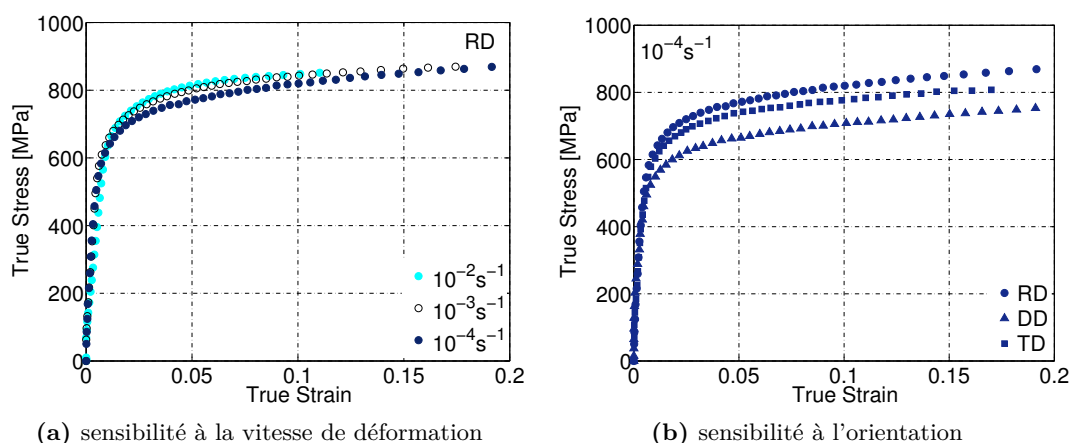 1000
800
600
400
200
0
True Stress [MPa]
RD
10⁻²s⁻¹
10⁻³s⁻¹
10⁻⁴s⁻¹
0 0.05 0.1 0.15 0.2
True Strain
(a) sensibilité à la vitesse de déformation
1000
800
600
400
200
0
True Stress [MPa]
10⁻⁴s⁻¹
RD
DD
TD
0 0.05 0.1 0.15 0.2
True Strain
(b) sensibilité à l'orientation